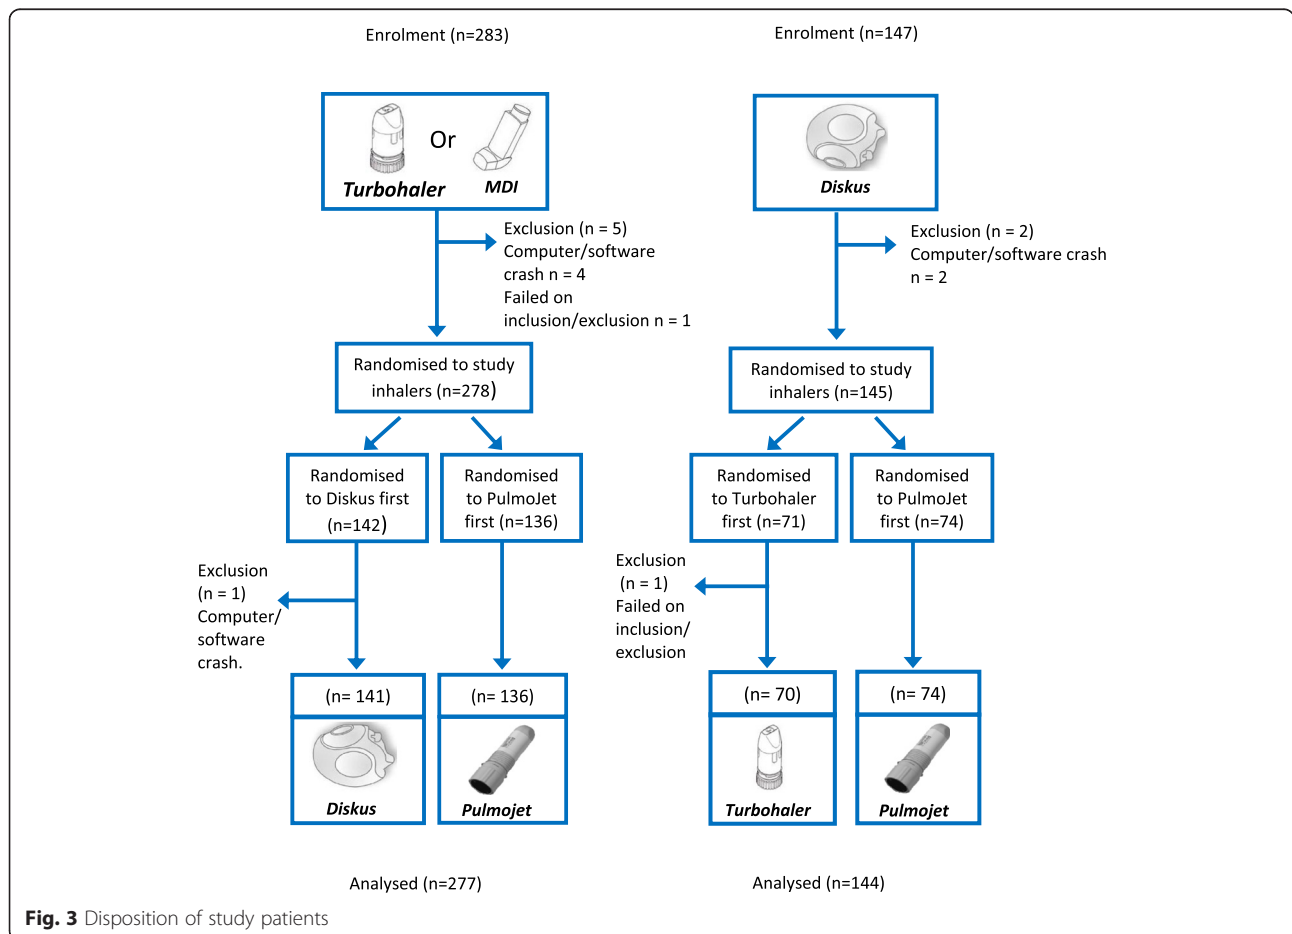 Enrolment (n=283)
Enrolment (n=147)
Or
Turbohaler
MDI
Diskus
Exclusion (n = 5)
Computer/software
crash n = 4
Failed on
inclusion/exclusion n = 1
Exclusion (n = 2)
Computer/software crash
n = 2
Randomised to study
inhalers (n=278)
Randomised to study
inhalers (n=145)
Randomised
to Diskus first
(n=142)
Randomised
to PulmoJet
first (n=136)
Randomised
to Turbohaler
first (n=71)
Randomised
to PulmoJet
first (n=74)
Exclusion
(n = 1)
Computer/
software
crash.
Exclusion
(n = 1)
Failed on
inclusion/
exclusion
(n= 141)
(n= 136)
(n= 70)
(n= 74)
Diskus
Pulmojet
Turbohaler
Pulmojet
Analysed (n=277)
Analysed (n=144)
Fig. 3 Disposition of study patients